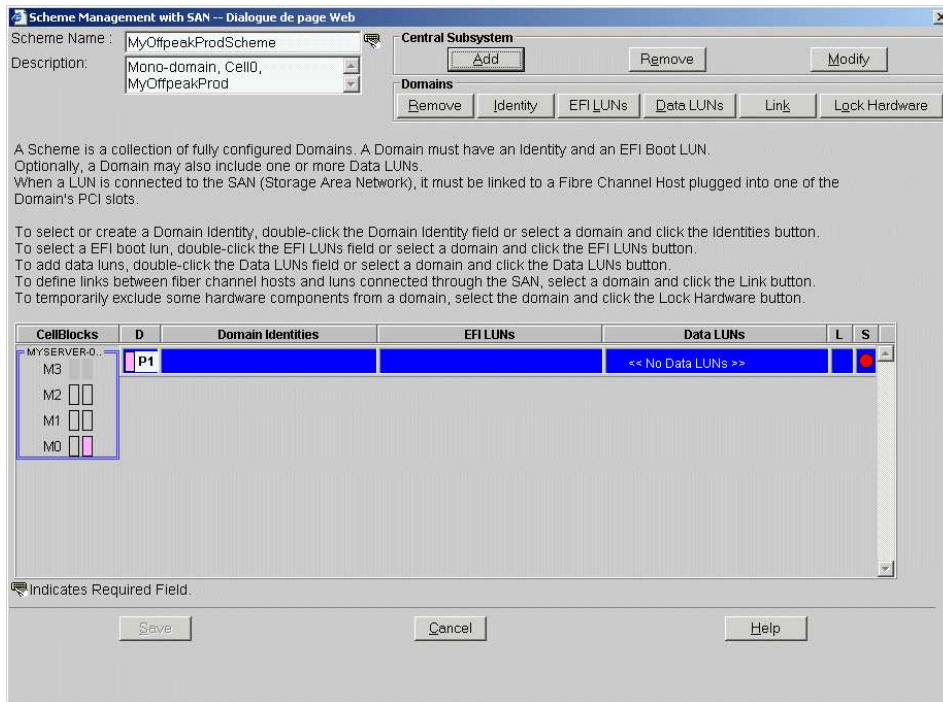 Scheme Management with SAN -- Dialogue de page Web
Scheme Name :
MyOffpeakProdScheme
Description:
Mono-domain, Cell0,
MyOffpeakProd
Central Subsystem
Add
Remove
Modify
Domains
Remove
Identity
EFI LUNs
Data LUNs
Link
Lock Hardware
A Scheme is a collection of fully configured Domains. A Domain must have an Identity and an EFI Boot LUN.
Optionally, a Domain may also include one or more Data LUNs.
When a LUN is connected to the SAN (Storage Area Network), it must be linked to a Fibre Channel Host plugged into one of the
Domain's PCI slots.
To select or create a Domain Identity, double-click the Domain Identity field or select a domain and click the Identities button.
To select a EFI boot lun, double-click the EFI LUNs field or select a domain and click the EFI LUNs button.
To add data luns, double-click the Data LUNs field or select a domain and click the Data LUNs button.
To define links between fiber channel hosts and luns connected through the SAN, select a domain and click the Link button.
To temporarily exclude some hardware components from a domain, select the domain and click the Lock Hardware button.
CellBlocks D Domain Identities EFI LUNs Data LUNs L S
MYSERVER-0..
P1
<< No Data LUNs >>
M3
M2
M1
M0
Indicates Required Field.
Save
Cancel
Help